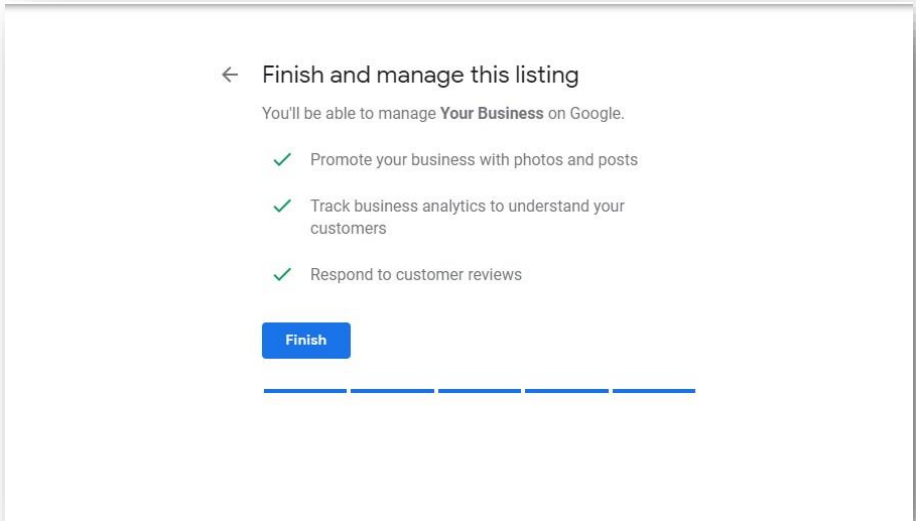 Finish and manage this listing
You'll be able to manage Your Business on Google.
Promote your business with photos and posts
Track business analytics to understand your
customers
Respond to customer reviews
Finish